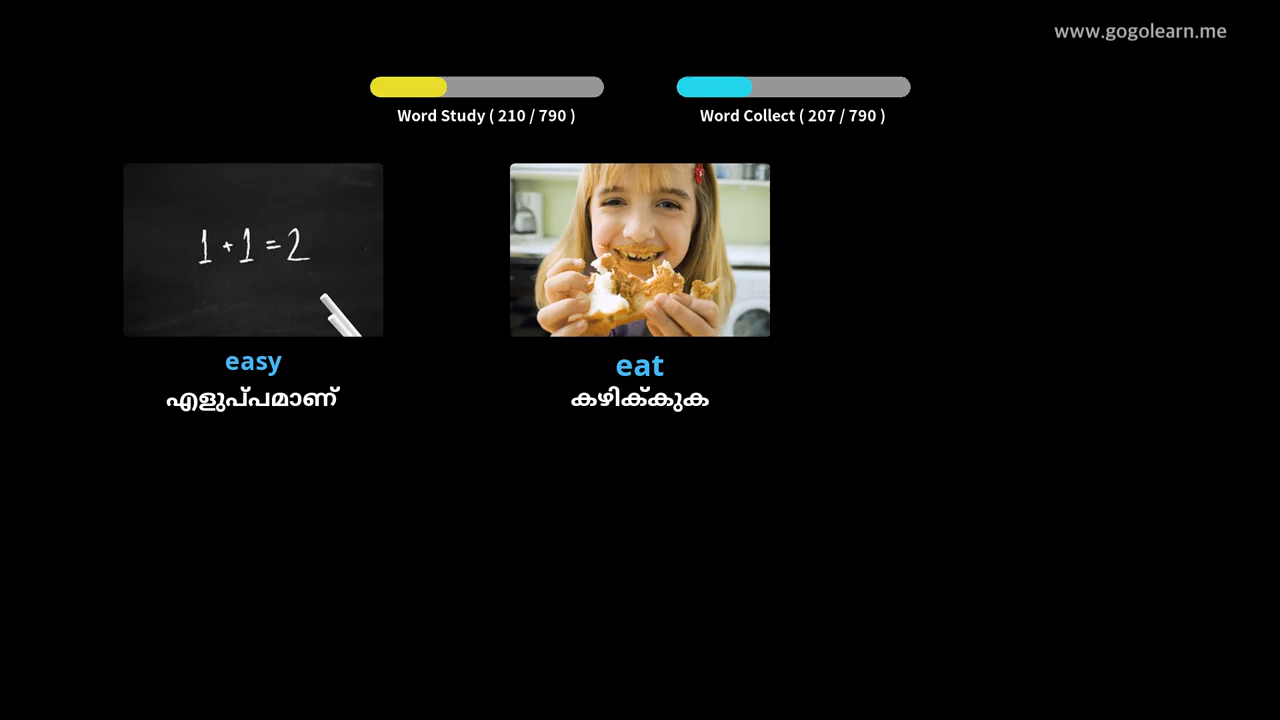 www.gogolearn.me
Word Study ( 210 / 790 )
Word Collect ( 207 / 790 )
1 + 1 = 2
easy
എളുപ്പമാണ്
eat
കഴിക്കുക